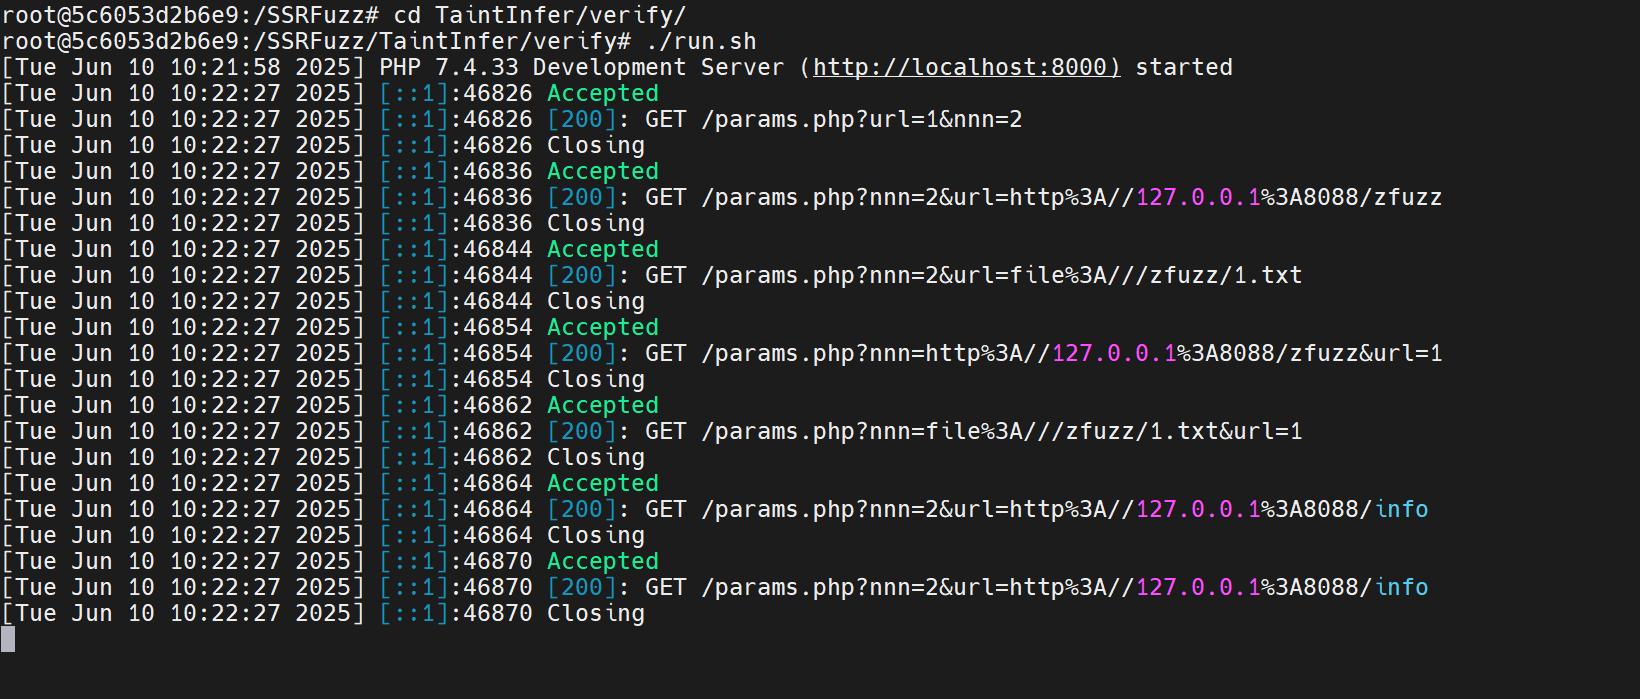 root@5c6053d2b6e9:/SSRFuzz# cd TaintInfer/verify/
root@5c6053d2b6e9:/SSRFuzz/TaintInfer/verify# ./run.sh
[Tue Jun 10 10:21:58 2025] PHP 7.4.33 Development Server (http://localhost:8000) started
[Tue Jun 10 10:22:27 2025] [::1]:46826 Accepted
[Tue Jun 10 10:22:27 2025] [::1]:46826 [200]: GET /params.php?url=1&nnn=2
[Tue Jun 10 10:22:27 2025] [::1]:46826 Closing
[Tue Jun 10 10:22:27 2025] [::1]:46836 Accepted
[Tue Jun 10 10:22:27 2025] [::1]:46836 [200]: GET /params.php?nnn=2&url=http%3A//127.0.0.1%3A8088/zfuzz
[Tue Jun 10 10:22:27 2025] [::1]:46836 Closing
[Tue Jun 10 10:22:27 2025] [::1]:46844 Accepted
[Tue Jun 10 10:22:27 2025] [::1]:46844 [200]: GET /params.php?nnn=2&url=file%3A///zfuzz/1.txt
[Tue Jun 10 10:22:27 2025] [::1]:46844 Closing
[Tue Jun 10 10:22:27 2025] [::1]:46854 Accepted
[Tue Jun 10 10:22:27 2025] [::1]:46854 [200]: GET /params.php?nnn=http%3A//127.0.0.1%3A8088/zfuzz&url=1
[Tue Jun 10 10:22:27 2025] [::1]:46854 Closing
[Tue Jun 10 10:22:27 2025] [::1]:46862 Accepted
[Tue Jun 10 10:22:27 2025] [::1]:46862 [200]: GET /params.php?nnn=file%3A///zfuzz/1.txt&url=1
[Tue Jun 10 10:22:27 2025] [::1]:46862 Closing
[Tue Jun 10 10:22:27 2025] [::1]:46864 Accepted
[Tue Jun 10 10:22:27 2025] [::1]:46864 [200]: GET /params.php?nnn=2&url=http%3A//127.0.0.1%3A8088/info
[Tue Jun 10 10:22:27 2025] [::1]:46864 Closing
[Tue Jun 10 10:22:27 2025] [::1]:46870 Accepted
[Tue Jun 10 10:22:27 2025] [::1]:46870 [200]: GET /params.php?nnn=2&url=http%3A//127.0.0.1%3A8088/info
[Tue Jun 10 10:22:27 2025] [::1]:46870 Closing